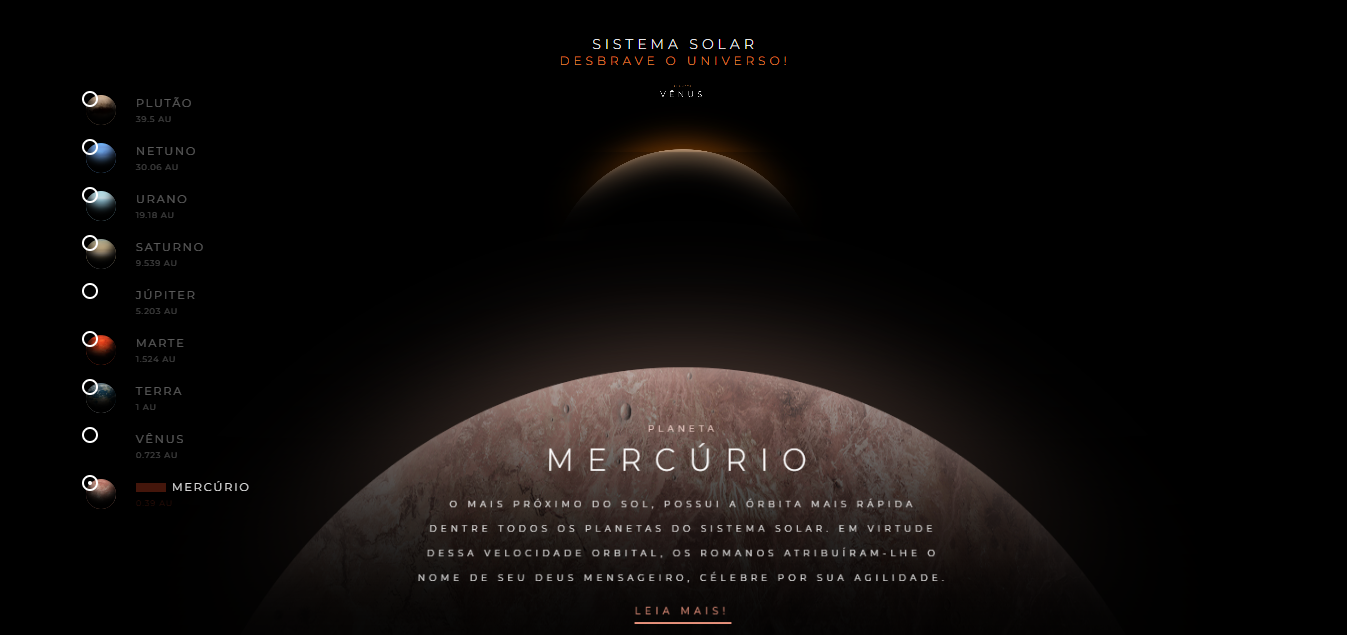 SISTEMA SOLAR
DESBRAVE O UNIVERSO!
VÊNUS
PLUTÃO
39.5 AU
NETUNO
30.06 AU
URANO
19.18 AU
SATURNO
9.539 AU
JÚPITER
5.203 AU
MARTE
1.524 AU
TERRA
1 AU
VÊNUS
0.723 AU
MERCÚRIO
0.39 AU
PLANETA
MERCÚRIO
O MAIS PRÓXIMO DO SOL, POSSUI A ÓRBITA MAIS RÁPIDA
DENTRE TODOS OS PLANETAS DO SISTEMA SOLAR. EM VIRTUDE
DESSA VELOCIDADE ORBITAL, OS ROMANOS ATRIBUÍRAM-LHE O
NOME DE SEU DEUS MENSAGEIRO, CÉLEBRE POR SUA AGILIDADE.
LEIA MAIS!